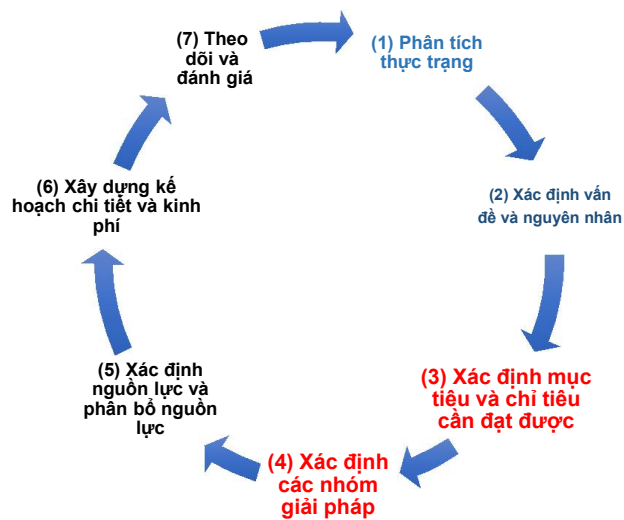 (1) Phân tích
thực trạng
(2) Xác định vấn
đề và nguyên nhân
(3) Xác định mục
tiêu và chỉ tiêu
cần đạt được
(4) Xác định
các nhóm
giải pháp
(5) Xác định
nguồn lực và
phân bổ nguồn
lực
(6) Xây dựng kế
hoạch chi tiết và kinh
phí
(7) Theo
dõi và
đánh giá